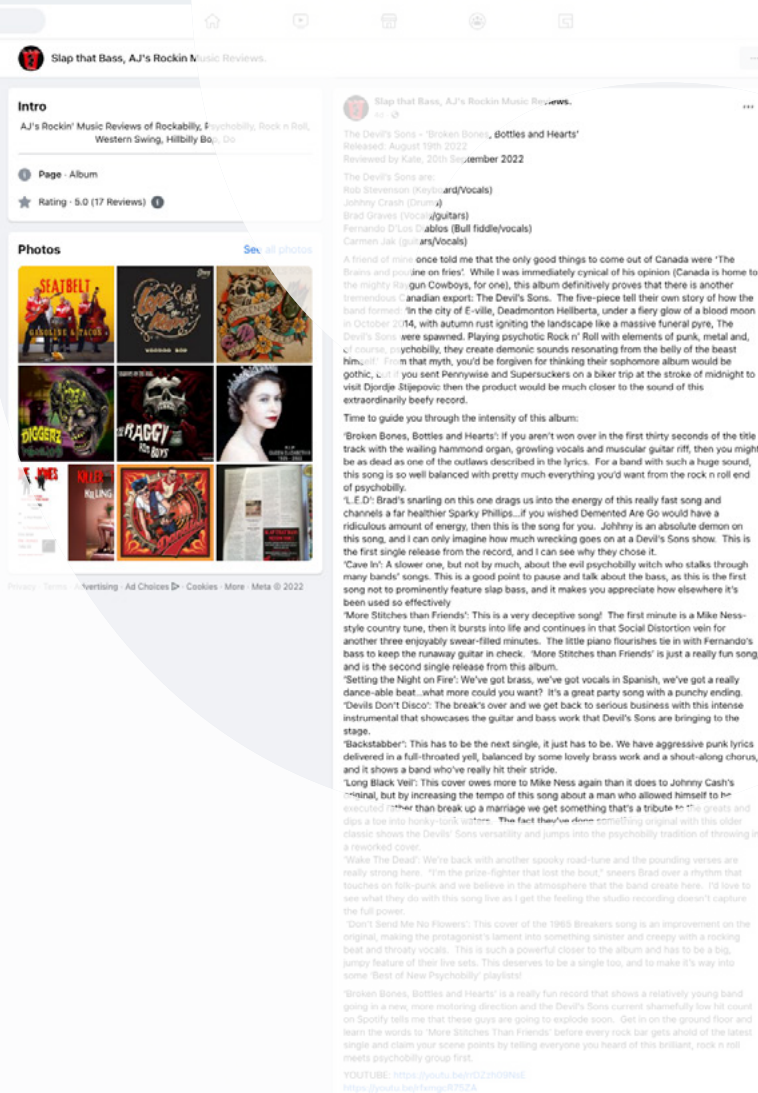 Slap that Bass, AJ's Rockin Music Reviews.
Intro
AJ's Rockin' Music Reviews of Rockabilly, Psychobilly, Rock n Roll,
Western Swing, Hillbilly Bop, Do
Page · Album
Rating · 5.0 (17 Reviews)
Photos
See all photos
SEATBELT
GASOLINE & TACOS
VOODOO BOP
DIGGERZ
RAGGY
KILLED
KILLING
Privacy · Terms · Advertising · Ad Choices · Cookies · More · Meta © 2022
Slap that Bass, AJ's Rockin Music Reviews.
The Devil's Sons - 'Broken Bones, Bottles and Hearts'
Released: August 19th 2022
Reviewed by Kate, 20th September 2022
The Devil's Sons are:
Rob Stevenson (Keyboard/Vocals)
Johhny Crash (Drums)
Brad Graves (Vocals/guitars)
Fernando D'Los Diablos (Bull fiddle/vocals)
Carmen Jak (guitars/Vocals)
A friend of mine once told me that the only good things to come out of Canada were 'The
Brains and poutine on fries'. While I was immediately cynical of his opinion (Canada is home to
the mighty Raygun Cowboys, for one), this album definitively proves that there is another
tremendous Canadian export: The Devil's Sons. The five-piece tell their own story of how the
band formed: 'In the city of E-ville, Deadmonton Hellberta, under a fiery glow of a blood moon
in October 2014, with autumn rust igniting the landscape like a massive funeral pyre, The
Devil's Sons were spawned. Playing psychotic Rock n' Roll with elements of punk, metal and,
of course, psychobilly, they create demonic sounds resonating from the belly of the beast
himself.' From that myth, you'd be forgiven for thinking their sophomore album would be
gothic, but if you sent Pennywise and Supersuckers on a biker trip at the stroke of midnight to
visit Djordje Stijepovic then the product would be much closer to the sound of this
extraordinarily beefy record.
Time to guide you through the intensity of this album:
'Broken Bones, Bottles and Hearts': If you aren't won over in the first thirty seconds of the title
track with the wailing hammond organ, growling vocals and muscular guitar riff, then you might
be as dead as one of the outlaws described in the lyrics. For a band with such a huge sound,
this song is so well balanced with pretty much everything you'd want from the rock n roll end
of psychobilly.
'L.E.D': Brad's snarling on this one drags us into the energy of this really fast song and
channels a far healthier Sparky Phillips...if you wished Demented Are Go would have a
ridiculous amount of energy, then this is the song for you. Johhny is an absolute demon on
this song, and I can only imagine how much wrecking goes on at a Devil's Sons show. This is
the first single release from the record, and I can see why they chose it.
'Cave In': A slower one, but not by much, about the evil psychobilly witch who stalks through
many bands' songs. This is a good point to pause and talk about the bass, as this is the first
song not to prominently feature slap bass, and it makes you appreciate how elsewhere it's
been used so effectively
'More Stitches than Friends': This is a very deceptive song! The first minute is a Mike Ness-
style country tune, then it bursts into life and continues in that Social Distortion vein for
another three enjoyably swear-filled minutes. The little piano flourishes tie in with Fernando's
bass to keep the runaway guitar in check. 'More Stitches than Friends' is just a really fun song,
and is the second single release from this album.
'Setting the Night on Fire': We've got brass, we've got vocals in Spanish, we've got a really
dance-able beat...what more could you want? It's a great party song with a punchy ending.
'Devils Don't Disco': The break's over and we get back to serious business with this intense
instrumental that showcases the guitar and bass work that Devil's Sons are bringing to the
stage.
'Backstabber': This has to be the next single, it just has to be. We have aggressive punk lyrics
delivered in a full-throated yell, balanced by some lovely brass work and a shout-along chorus,
and it shows a band who've really hit their stride.
'Long Black Veil': This cover owes more to Mike Ness again than it does to Johnny Cash's
original, but by increasing the tempo of this song about a man who allowed himself to be
executed rather than break up a marriage we get something that's a tribute to the greats and
dips a toe into honky-tonk waters. The fact they've done something original with this older
classic shows the Devils' Sons versatility and jumps into the psychobilly tradition of throwing in
a reworked cover.
'Wake The Dead': We're back with another spooky road-tune and the pounding verses are
really strong here. "I'm the prize-fighter that lost the bout," sneers Brad over a rhythm that
touches on folk-punk and we believe in the atmosphere that the band create here. I'd love to
see what they do with this song live as I get the feeling the studio recording doesn't capture
the full power.
'Don't Send Me No Flowers': This cover of the 1965 Breakers song is an improvement on the
original, making the protagonist's lament into something sinister and creepy with a rocking
beat and throaty vocals. This is such a powerful closer to the album and has to be a big,
jumpy feature of their live sets. This deserves to be a single too, and to make it's way into
some 'Best of New Psychobilly' playlists!
'Broken Bones, Bottles and Hearts' is a really fun record that shows a relatively young band
going in a new, more motoring direction and the Devil's Sons current shamefully low hit count
on Spotify tells me that these guys are going to explode soon. Get in on the ground floor and
learn the words to 'More Stitches Than Friends' before every rock bar gets ahold of the latest
single and claim your scene points by telling everyone you heard of this brilliant, rock n roll
meets psychobilly group first.
YOUTUBE: